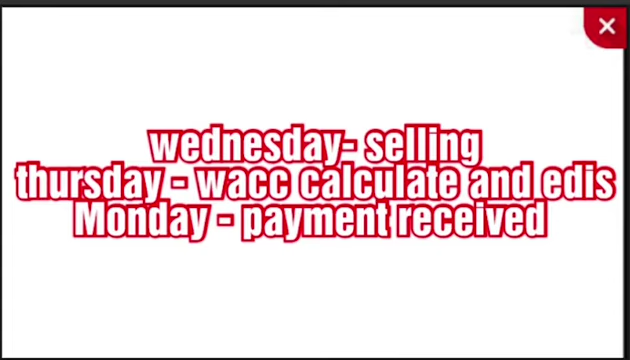 wednesday- selling
thursday - wacc calculate and edis
Monday - payment received